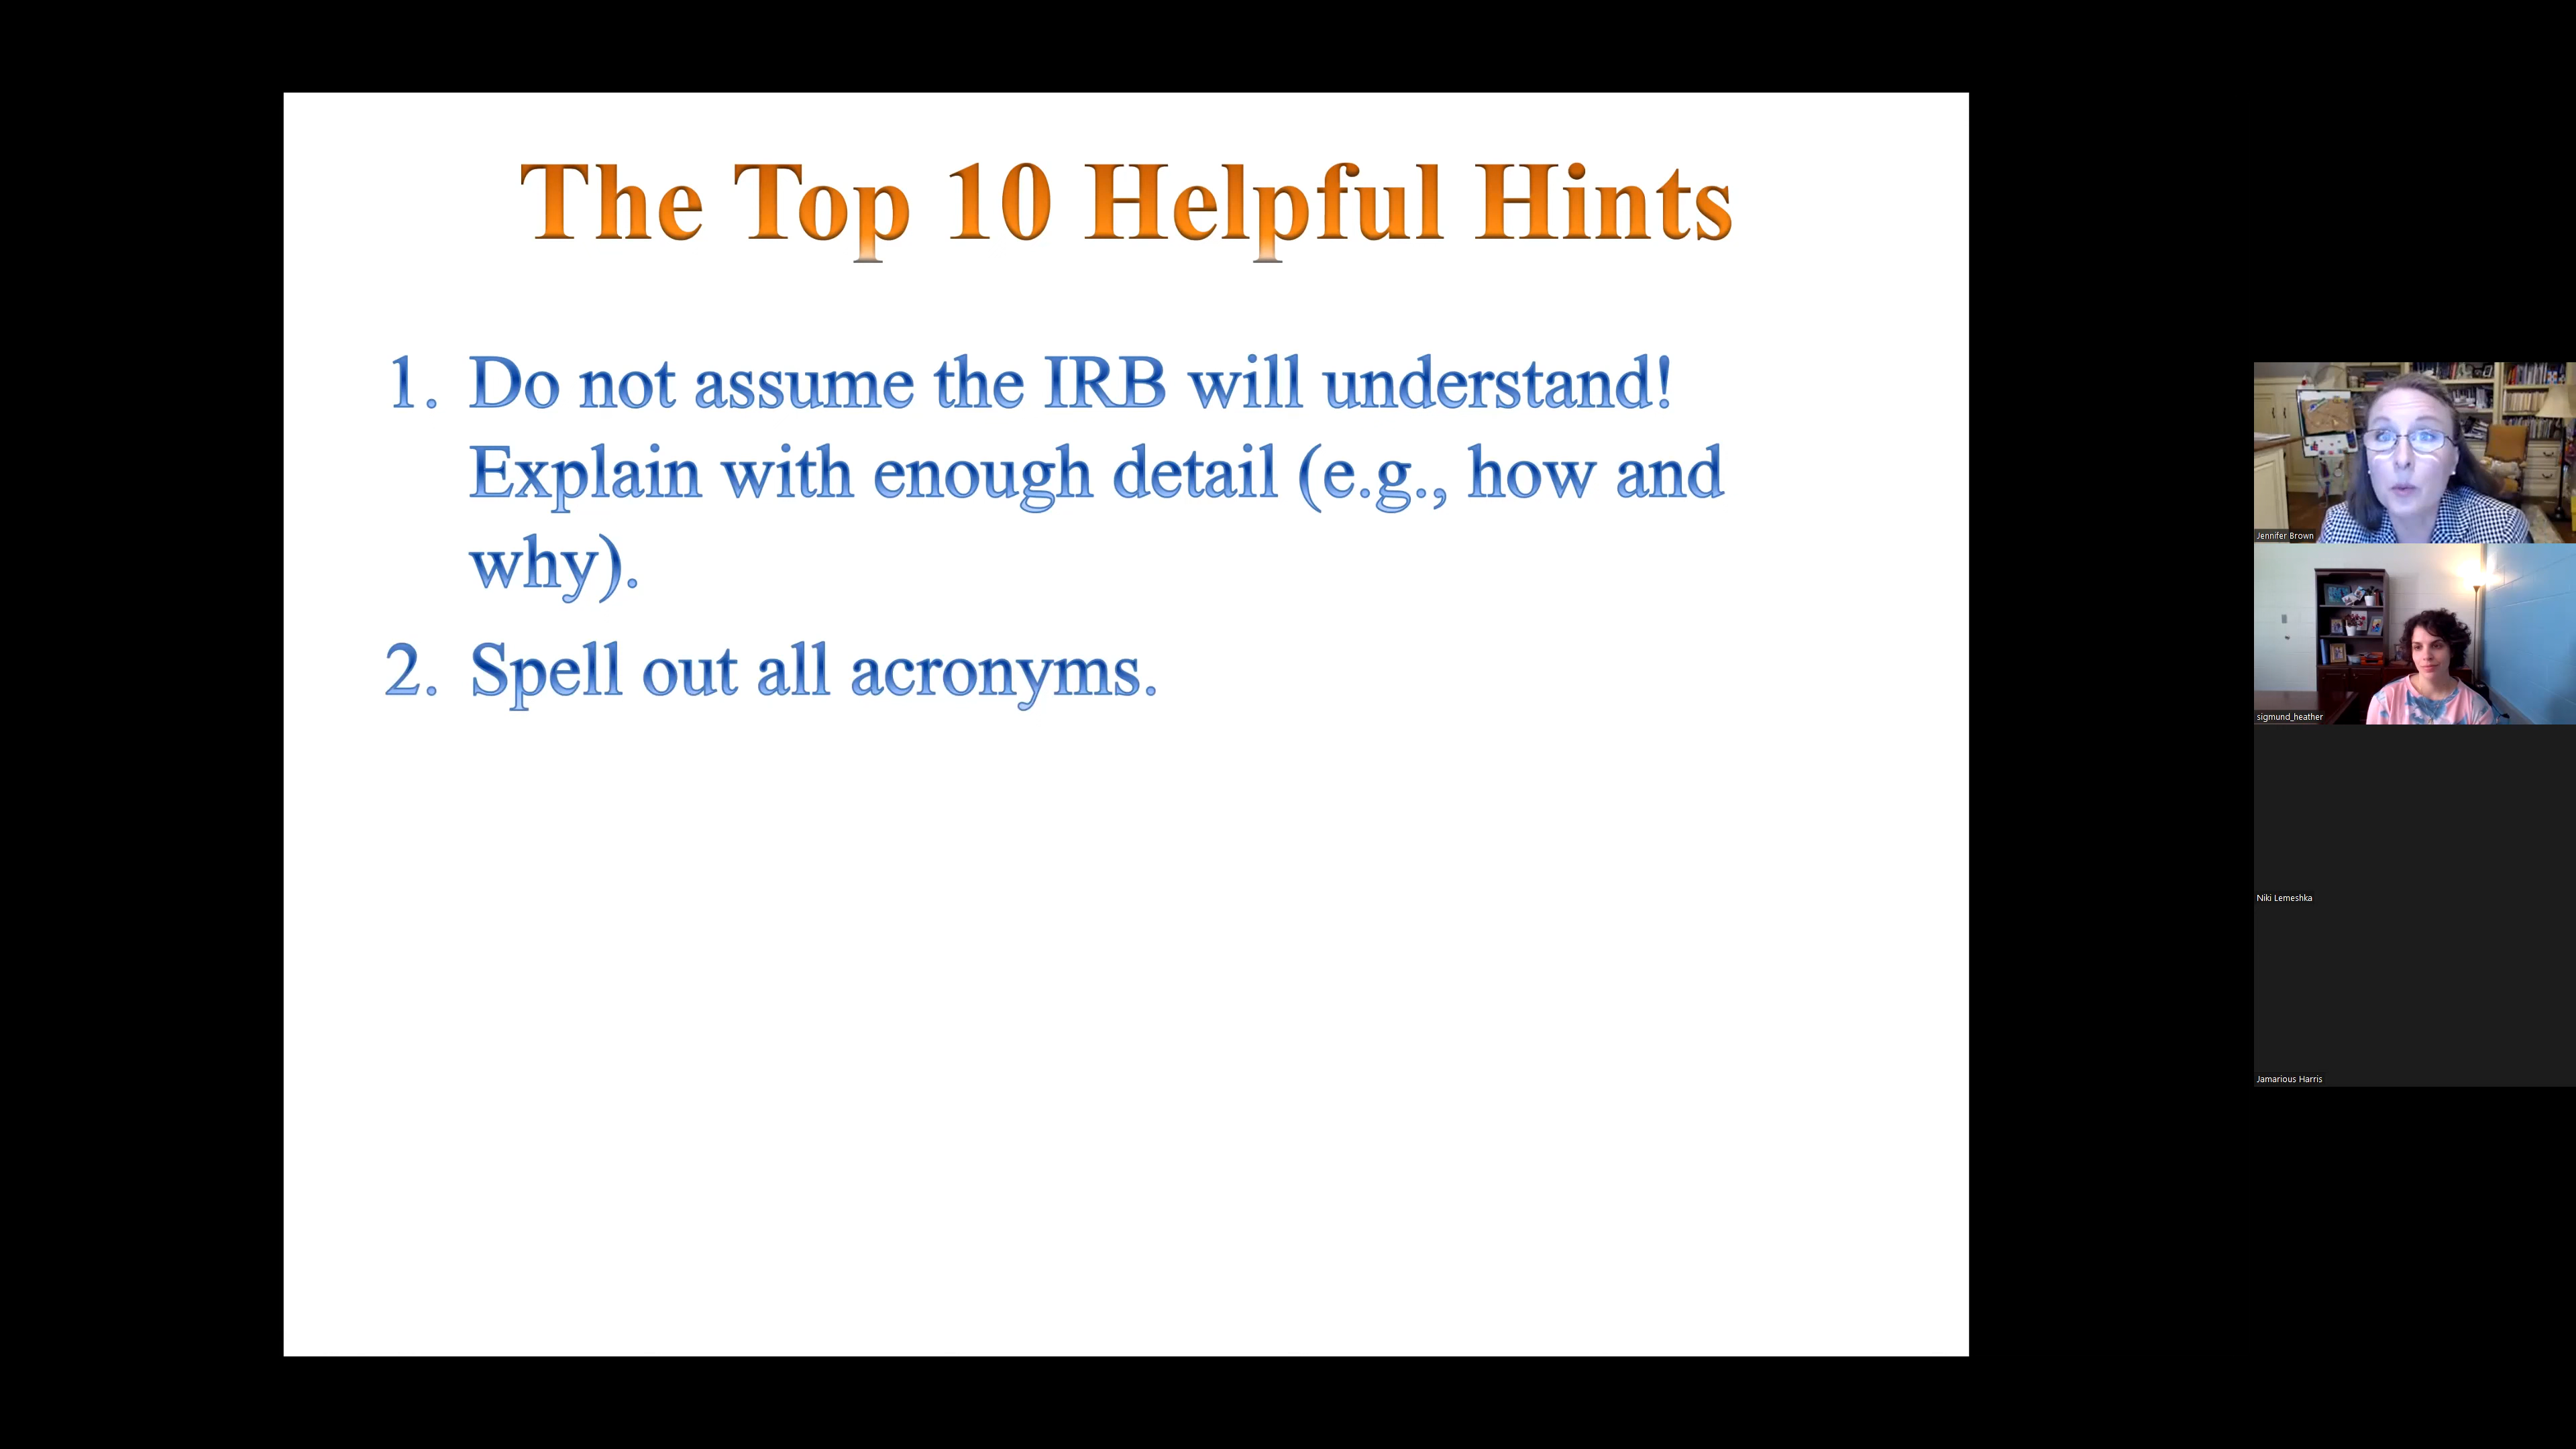 The Top 10 Helpful Hints
1. Do not assume the IRB will understand!
Explain with enough detail (e.g., how and
why).
2. Spell out all acronyms.
Jennifer Brown
sigmund_heather
Niki Lemeshka
Jamarious Harris